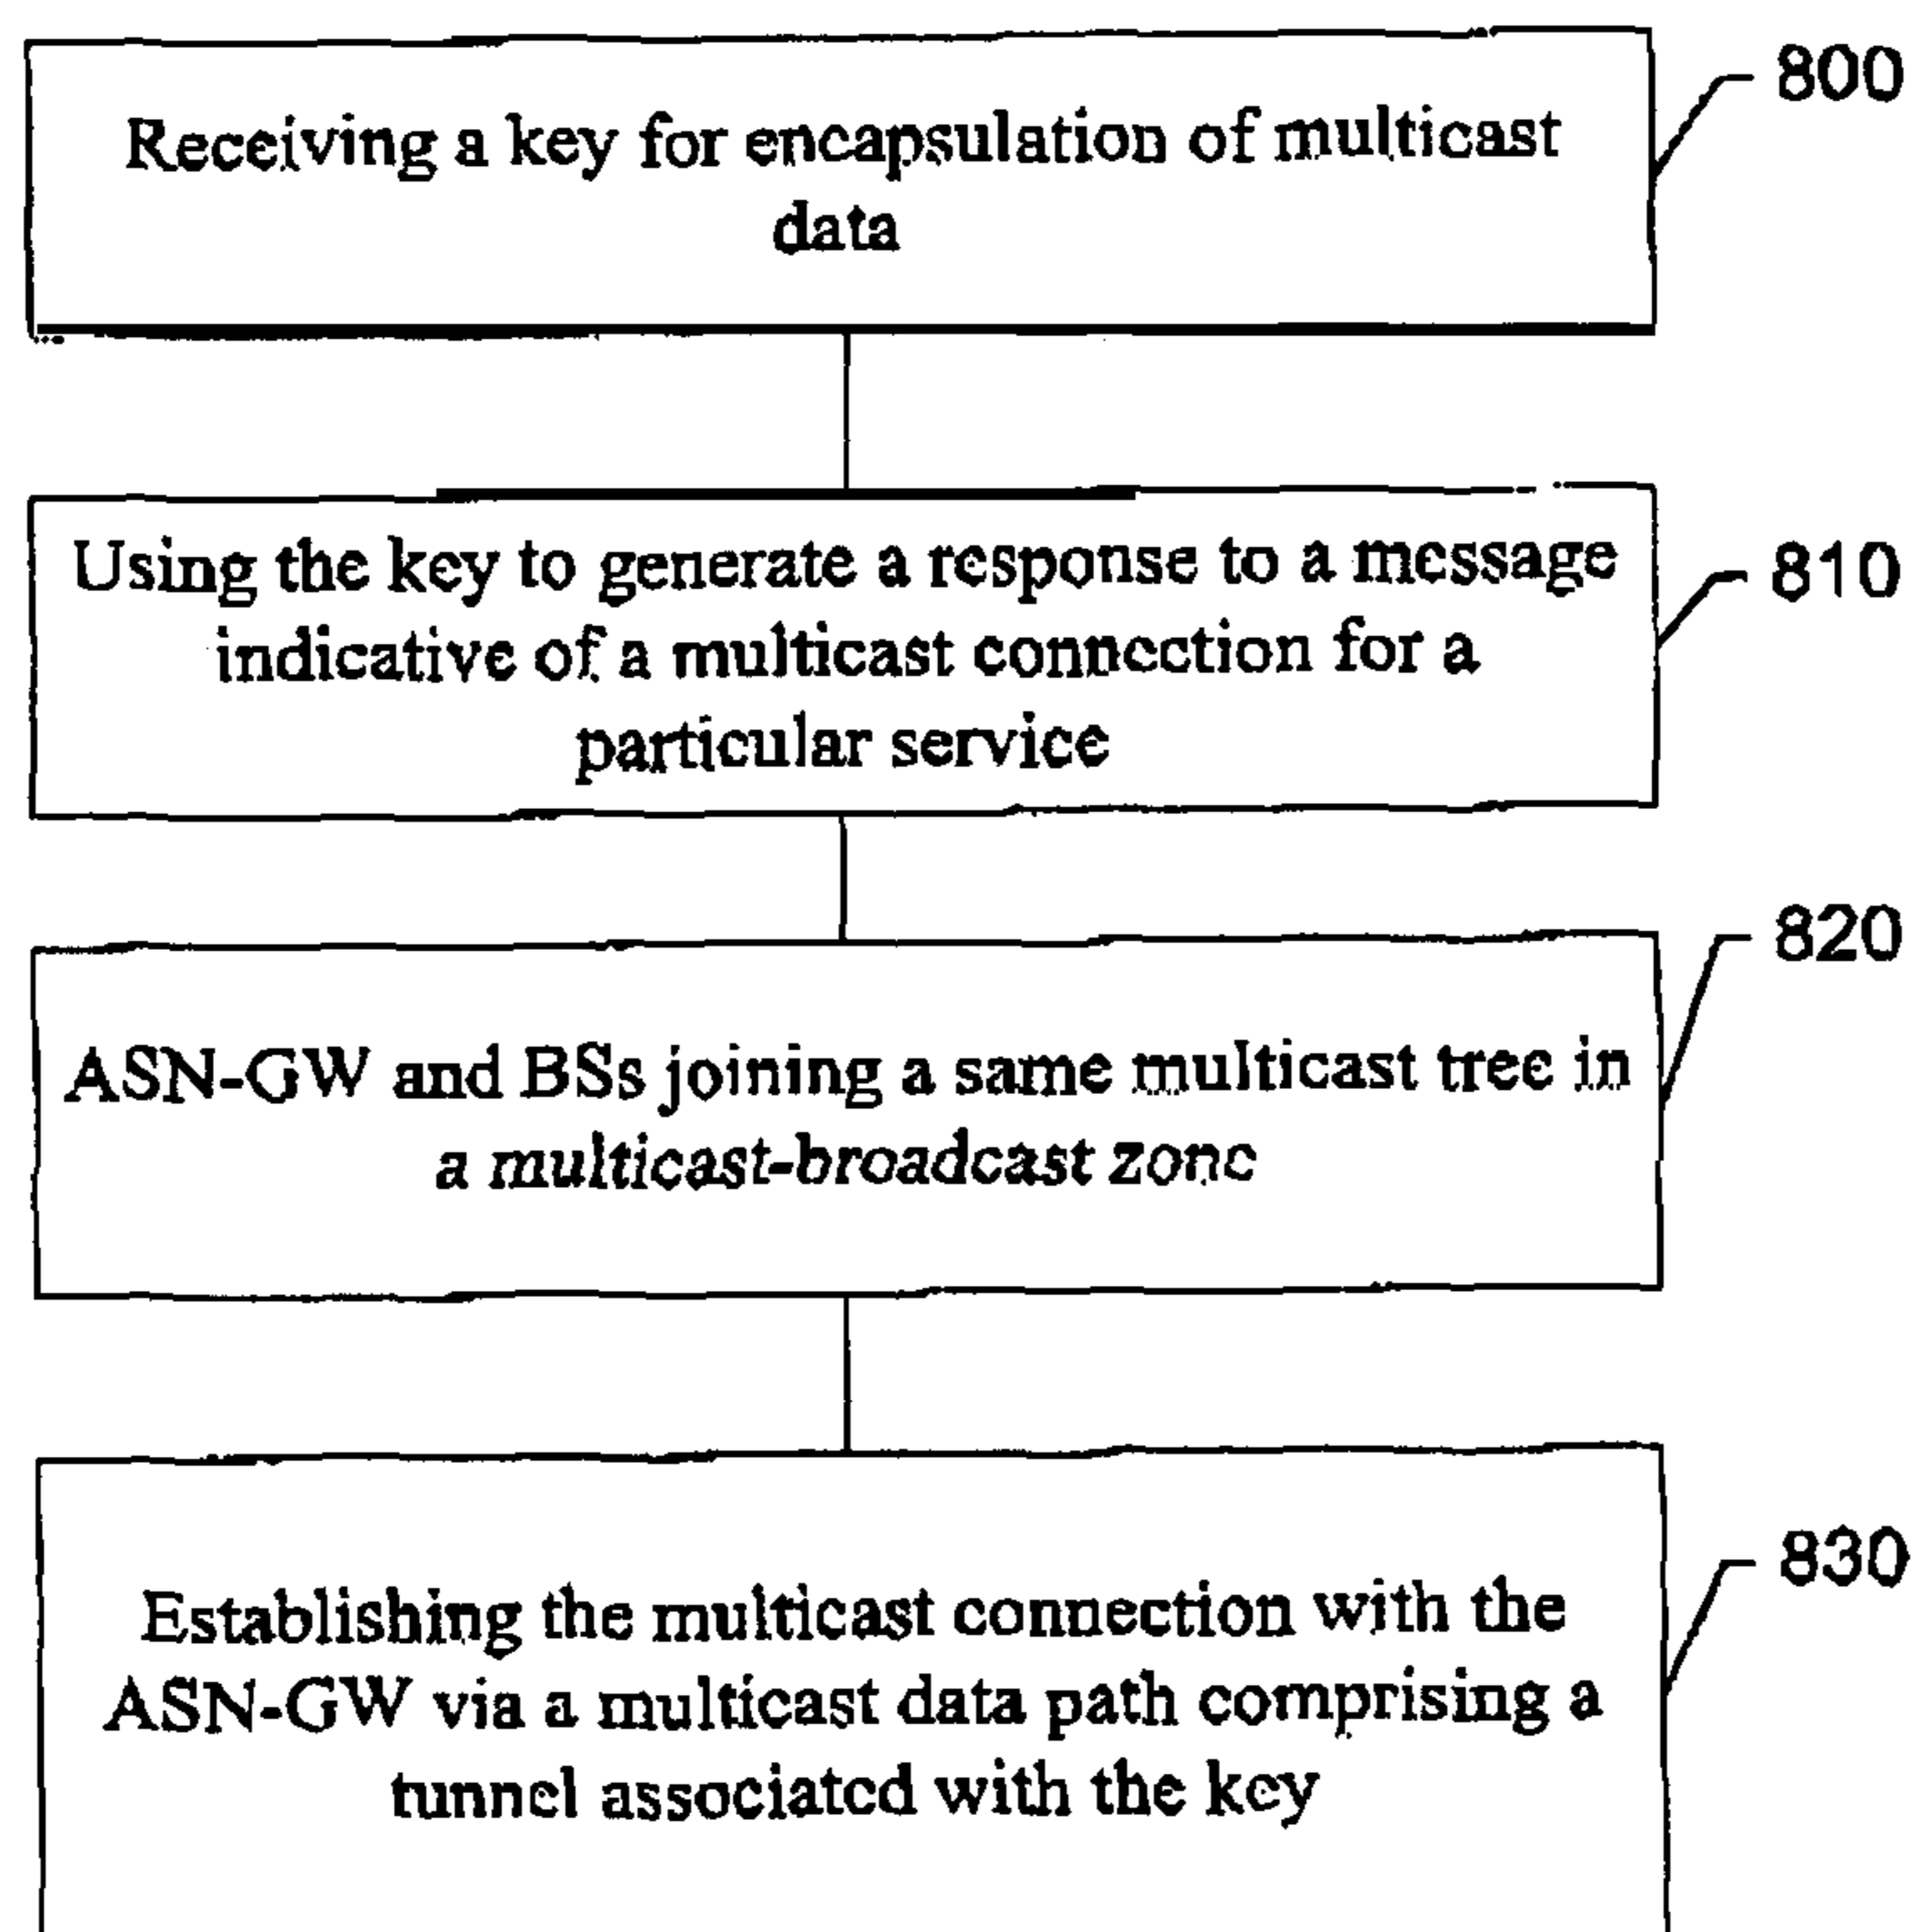 Receiving a key for encapsulation of multicast
data
800
Using the key to generate a response to a message
indicative of a multicast connection for a
particular service
810
ASN-GW and BSs joining a same multicast tree in
a multicast-broadcast zone
820
Establishing the multicast connection with the
ASN-GW via a multicast data path comprising a
tunnel associated with the key
830